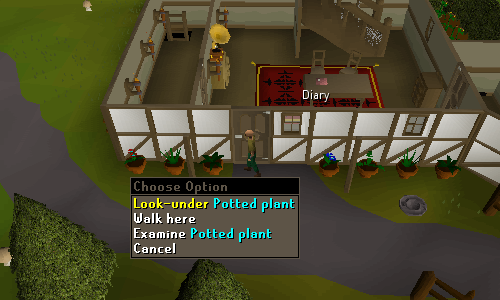 Diary
Choose Option
Look-under Potted plant
Walk here
Examine Potted plant
Cancel